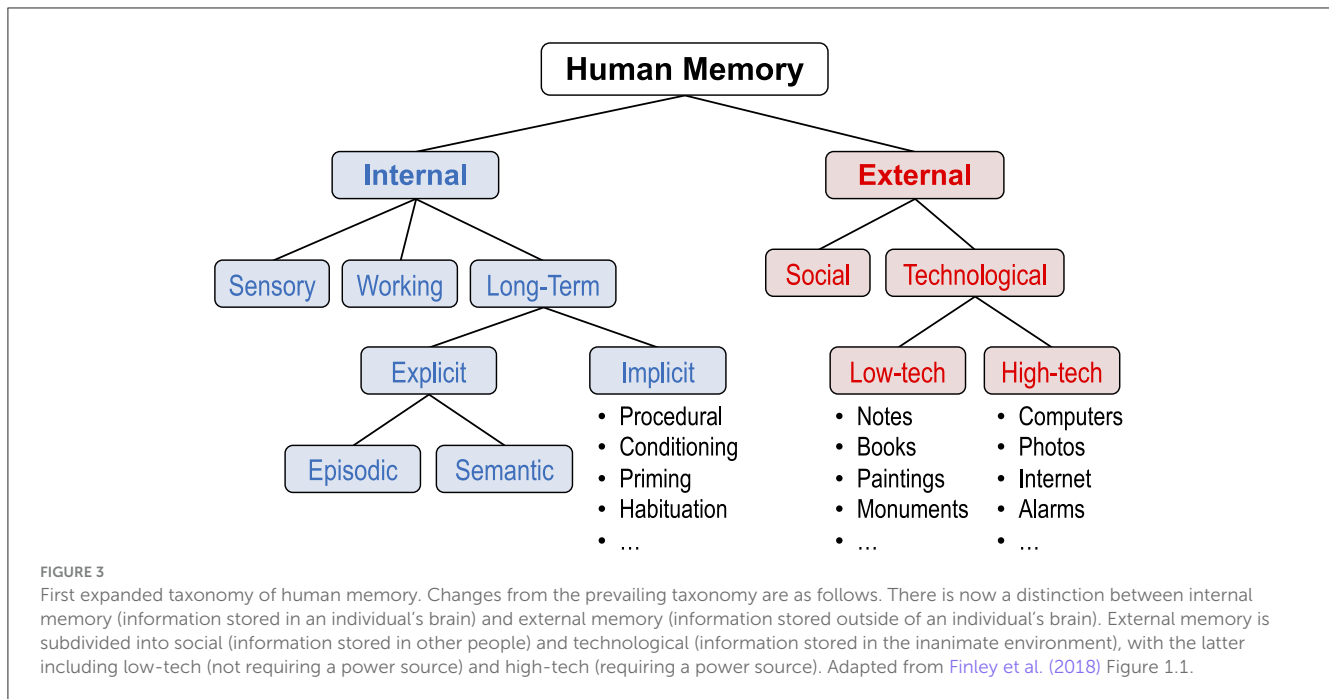 Human Memory
Internal
External
Sensory
Working
Long-Term
Social
Technological
Explicit
Implicit
Low-tech
High-tech
Episodic
Semantic
• Procedural
• Conditioning
• Priming
• Habituation
• …
• Notes
• Books
• Paintings
• Monuments
• …
• Computers
• Photos
• Internet
• Alarms
• …
FIGURE 3
First expanded taxonomy of human memory. Changes from the prevailing taxonomy are as follows. There is now a distinction between internal
memory (information stored in an individual's brain) and external memory (information stored outside of an individual's brain). External memory is
subdivided into social (information stored in other people) and technological (information stored in the inanimate environment), with the latter
including low-tech (not requiring a power source) and high-tech (requiring a power source). Adapted from Finley et al. (2018) Figure 1.1.